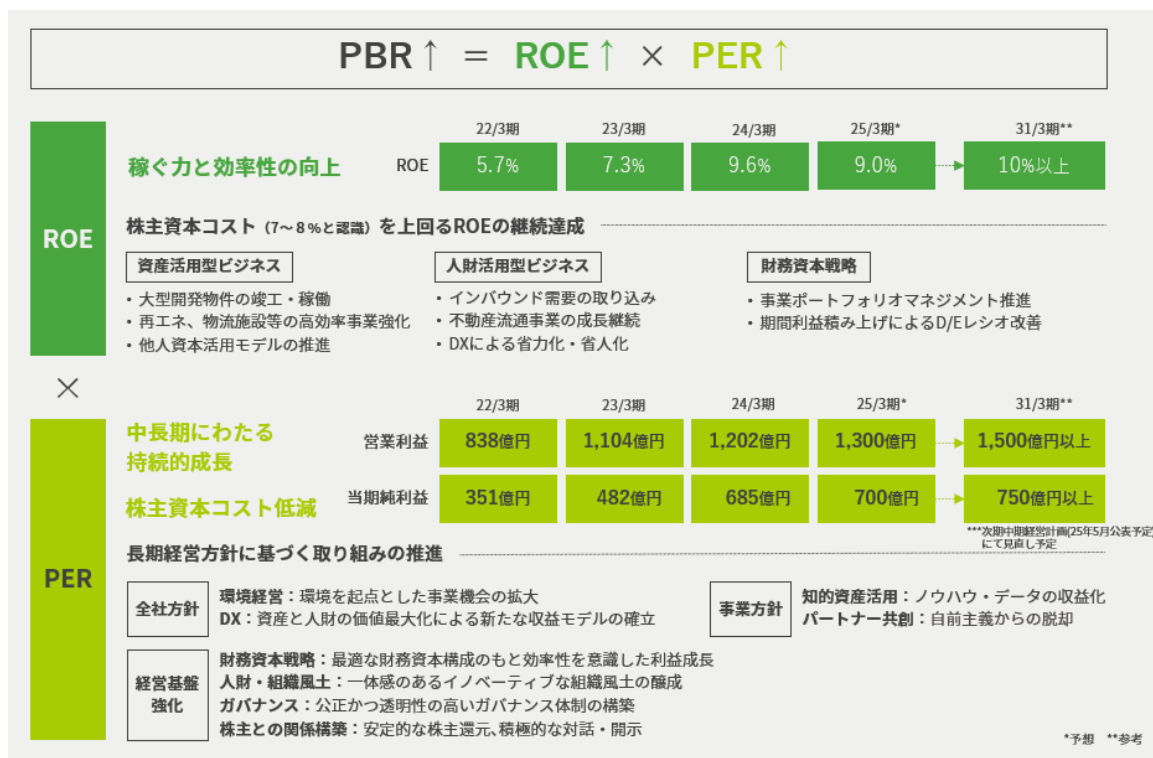 PBR↑ = ROE↑ × PER↑
22/3期 23/3期 24/3期 25/3期* 31/3期**
ROE
稼ぐ力と効率性の向上 ROE 5.7% 7.3% 9.6% 9.0% 10%以上
株主資本コスト（7～8％と認識）を上回るROEの継続達成
資産活用型ビジネス
・大型開発物件の竣工・稼働
・再エネ、物流施設等の高効率事業強化
・他人資本活用モデルの推進
人財活用型ビジネス
・インバウンド需要の取り込み
・不動産流通事業の成長継続
・DXによる省力化・省人化
財務資本戦略
・事業ポートフォリオマネジメント推進
・期間利益積み上げによるD/Eレシオ改善
×
22/3期 23/3期 24/3期 25/3期* 31/3期**
PER
中長期にわたる
持続的成長
営業利益 838億円 1,104億円 1,202億円 1,300億円 1,500億円以上
株主資本コスト低減
当期純利益 351億円 482億円 685億円 700億円 750億円以上
***次期中期経営計画(25年5月公表予定)
にて見直し予定
長期経営方針に基づく取り組みの推進
全社方針
環境経営：環境を起点とした事業機会の拡大
DX：資産と人財の価値最大化による新たな収益モデルの確立
事業方針
知的資産活用：ノウハウ・データの収益化
パートナー共創：自前主義からの脱却
経営基盤
強化
財務資本戦略：最適な財務資本構成のもと効率性を意識した利益成長
人財・組織風土：一体感のあるイノベーティブな組織風土の醸成
ガバナンス：公正かつ透明性の高いガバナンス体制の構築
株主との関係構築：安定的な株主還元、積極的な対話・開示
*予想 **参考